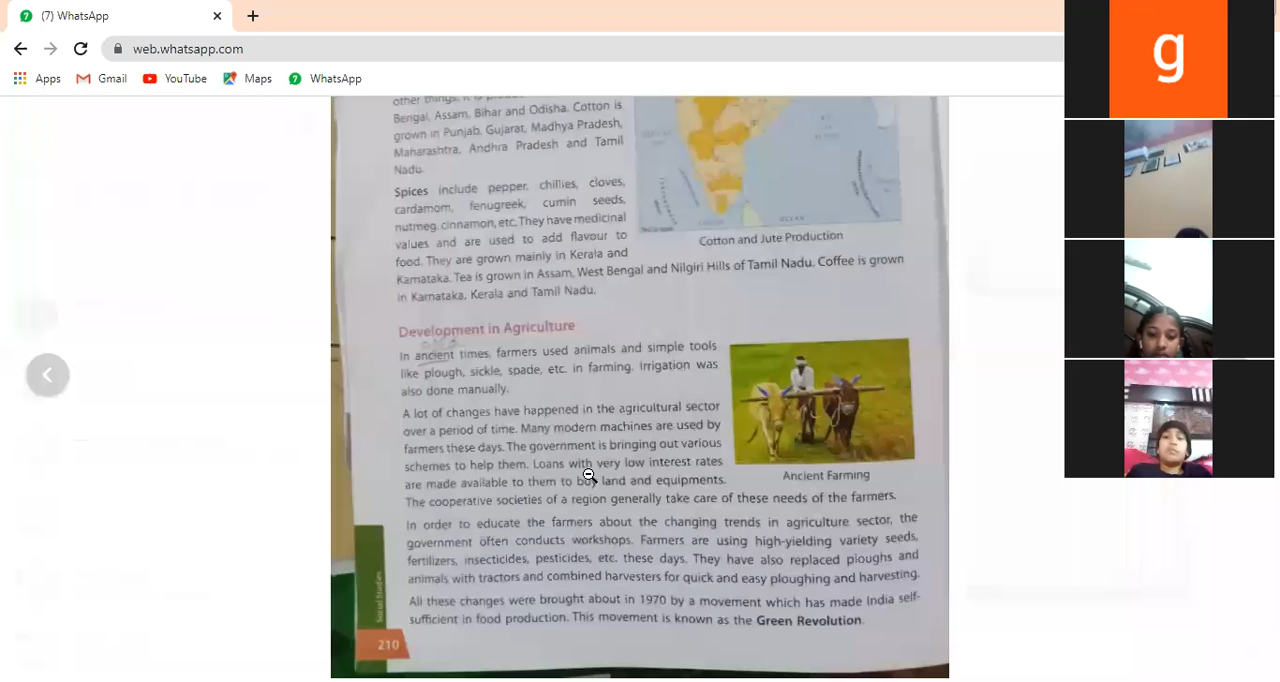 (7) WhatsApp
web.whatsapp.com
Apps Gmail YouTube Maps WhatsApp
g
other things. It is
Bengal, Assam, Bihar and Odisha. Cotton is
grown in Punjab, Gujarat, Madhya Pradesh,
Maharashtra, Andhra Pradesh and Tamil
Nadu.
Spices include pepper, chillies, cloves,
cardamom, fenugreek, cumin seeds,
nutmeg, cinnamon, etc. They have medicinal
values and are used to add flavour to
food. They are grown mainly in Kerala and
Karnataka. Tea is grown in Assam, West Bengal and Nilgiri Hills of Tamil Nadu. Coffee is grown
in Karnataka, Kerala and Tamil Nadu.
OCEAN
Cotton and Jute Production
Development in Agriculture
In ancient times, farmers used animals and simple tools
like plough, sickle, spade, etc. in farming. Irrigation was
also done manually.
A lot of changes have happened in the agricultural sector
over a period of time. Many modern machines are used by
farmers these days. The government is bringing out various
schemes to help them. Loans with very low interest rates
are made available to them to buy land and equipments.
The cooperative societies of a region generally take care of these needs of the farmers.
Ancient Farming
In order to educate the farmers about the changing trends in agriculture sector, the
government often conducts workshops. Farmers are using high-yielding variety seeds,
fertilizers, insecticides, pesticides, etc. these days. They have also replaced ploughs and
animals with tractors and combined harvesters for quick and easy ploughing and harvesting.
All these changes were brought about in 1970 by a movement which has made India self-
sufficient in food production. This movement is known as the Green Revolution.
Social Studies
210